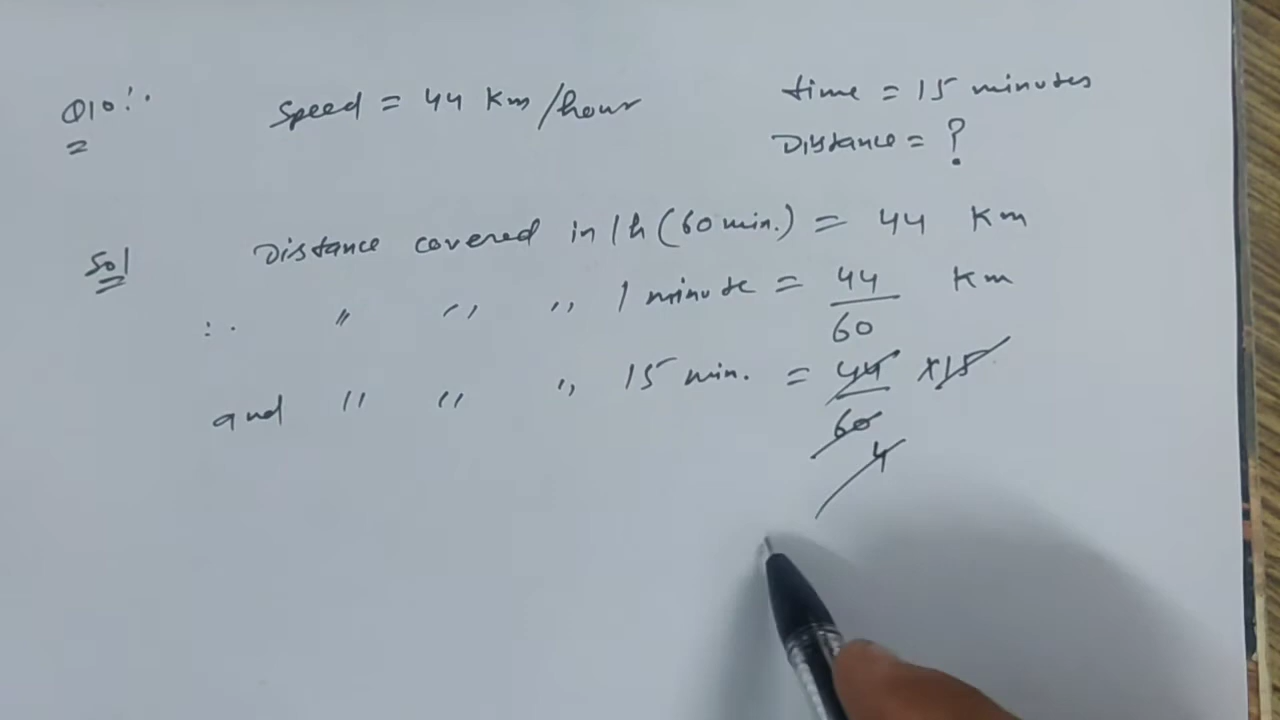 Q10:. Speed = 44 Km/hour time = 15 minutes
Distance = ?
Sol Distance covered in 1h (60 min.) = 44 Km
∴ " " " 1 minute = 44/60 Km
and " " " 15 min. = 44/60 x15
4